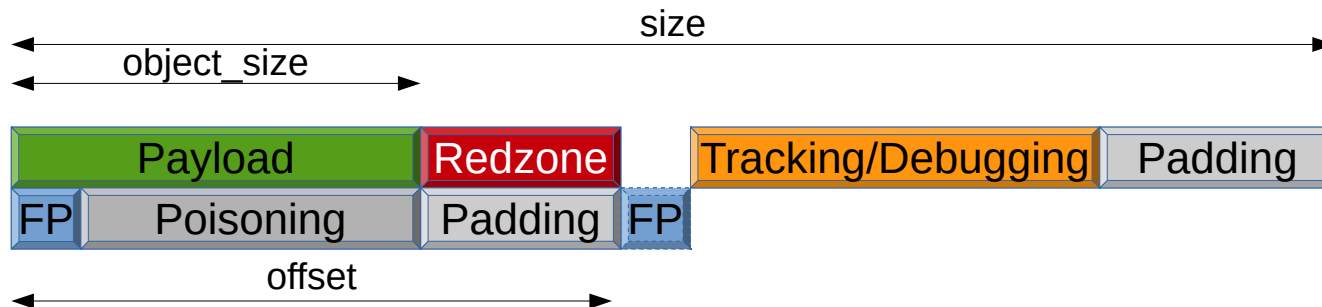 size
object_size
Payload Redzone Tracking/Debugging Padding
FP Poisoning Padding FP
offset